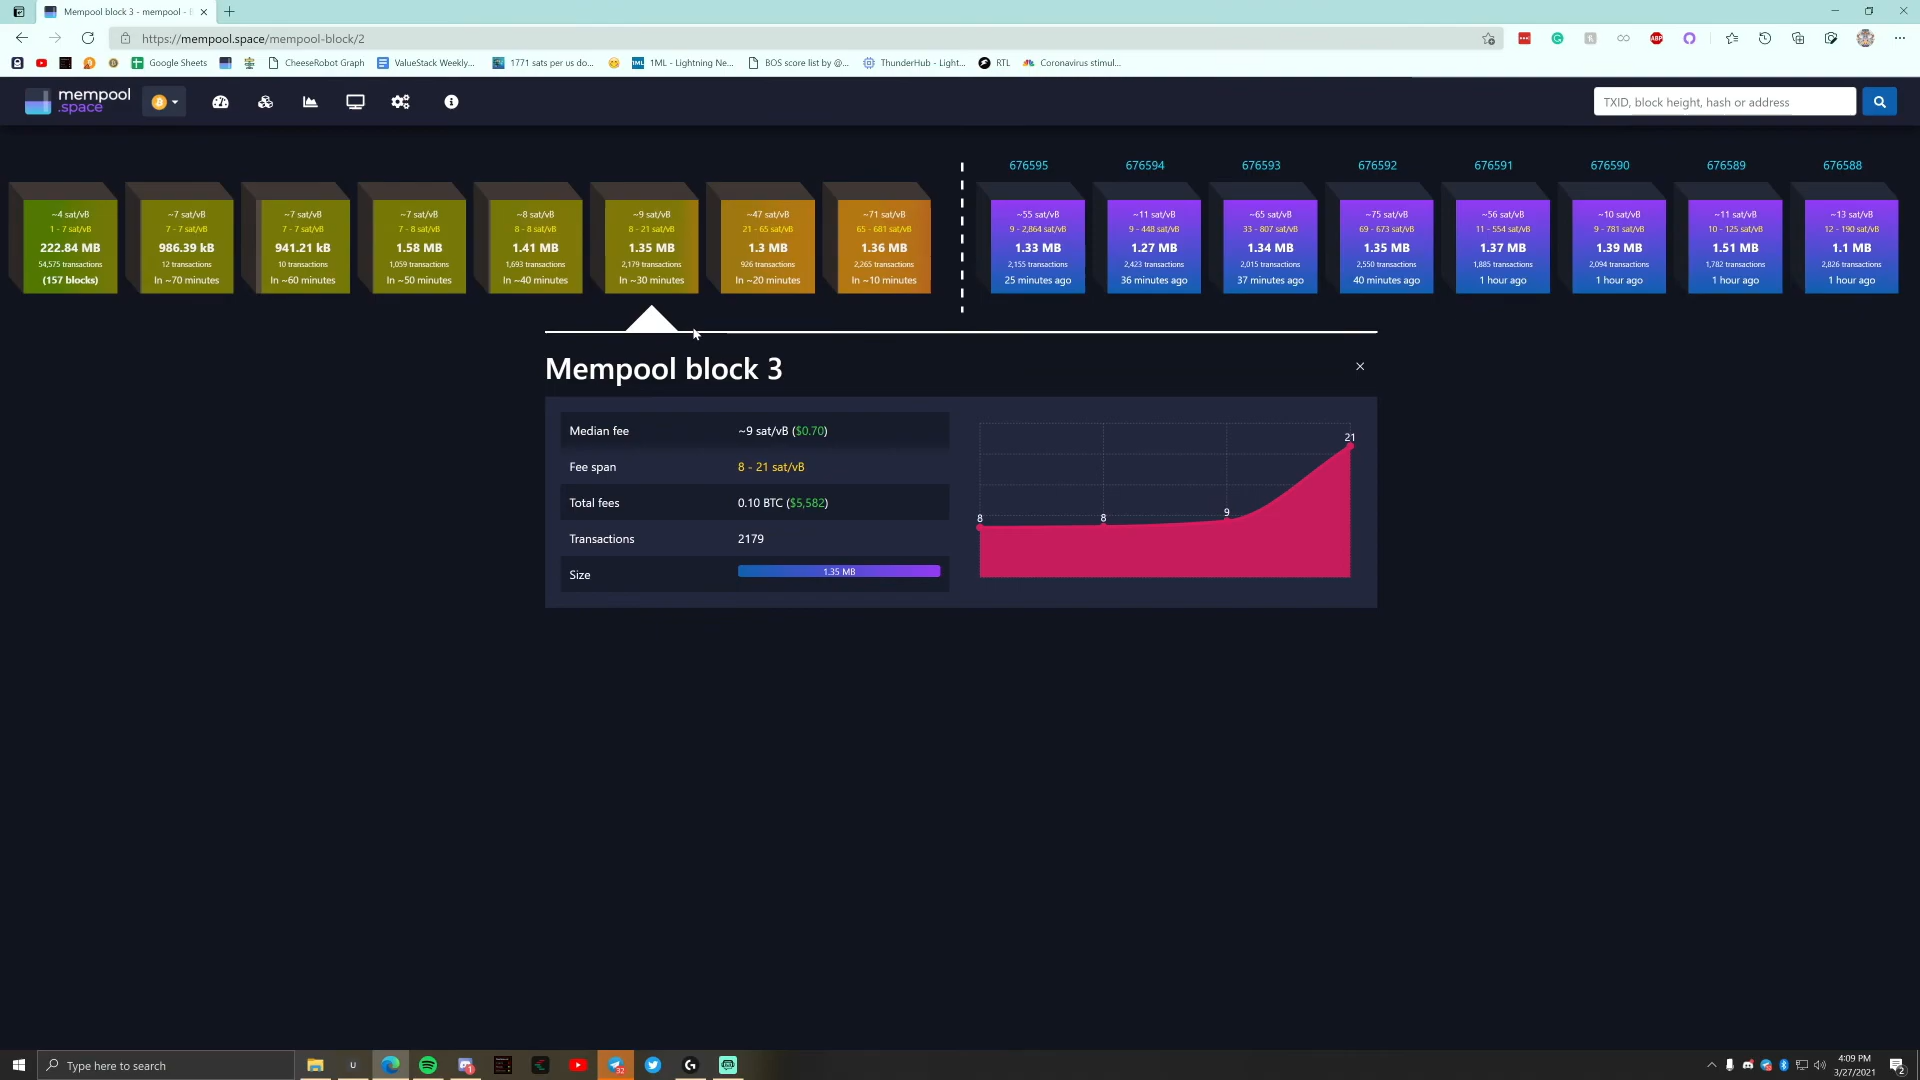 Mempool block 3 - mempool - B
https://mempool.space/mempool-block/2
Google Sheets
CheeseRobot Graph
ValueStack Weekly...
1771 sats per us do...
1ML
1ML - Lightning Ne...
BOS score list by @...
ThunderHub - Light...
RTL
Coronavirus stimul...
ABP
mempool
.space
TXID, block height, hash or address
676595
676594
676593
676592
676591
676590
676589
676588
~4 sat/vB
1 - 7 sat/vB
222.84 MB
54,575 transactions
(157 blocks)
~7 sat/vB
7 - 7 sat/vB
986.39 kB
12 transactions
In ~70 minutes
~7 sat/vB
7 - 7 sat/vB
941.21 kB
10 transactions
In ~60 minutes
~7 sat/vB
7 - 8 sat/vB
1.58 MB
1,059 transactions
In ~50 minutes
~8 sat/vB
8 - 8 sat/vB
1.41 MB
1,693 transactions
In ~40 minutes
~9 sat/vB
8 - 21 sat/vB
1.35 MB
2,179 transactions
In ~30 minutes
~47 sat/vB
21 - 65 sat/vB
1.3 MB
926 transactions
In ~20 minutes
~71 sat/vB
65 - 681 sat/vB
1.36 MB
2,265 transactions
In ~10 minutes
~55 sat/vB
9 - 2,864 sat/vB
1.33 MB
2,155 transactions
25 minutes ago
~11 sat/vB
9 - 448 sat/vB
1.27 MB
2,423 transactions
36 minutes ago
~65 sat/vB
33 - 807 sat/vB
1.34 MB
2,015 transactions
37 minutes ago
~75 sat/vB
69 - 673 sat/vB
1.35 MB
2,550 transactions
40 minutes ago
~56 sat/vB
11 - 554 sat/vB
1.37 MB
1,885 transactions
1 hour ago
~10 sat/vB
9 - 781 sat/vB
1.39 MB
2,094 transactions
1 hour ago
~11 sat/vB
10 - 125 sat/vB
1.51 MB
1,782 transactions
1 hour ago
~13 sat/vB
12 - 190 sat/vB
1.1 MB
2,826 transactions
1 hour ago
Mempool block 3
Median fee ~9 sat/vB ($0.70)
Fee span 8 - 21 sat/vB
Total fees 0.10 BTC ($5,582)
Transactions 2179
Size 1.35 MB
8
8
9
21
Type here to search
U
32
4:09 PM
3/27/2021
2